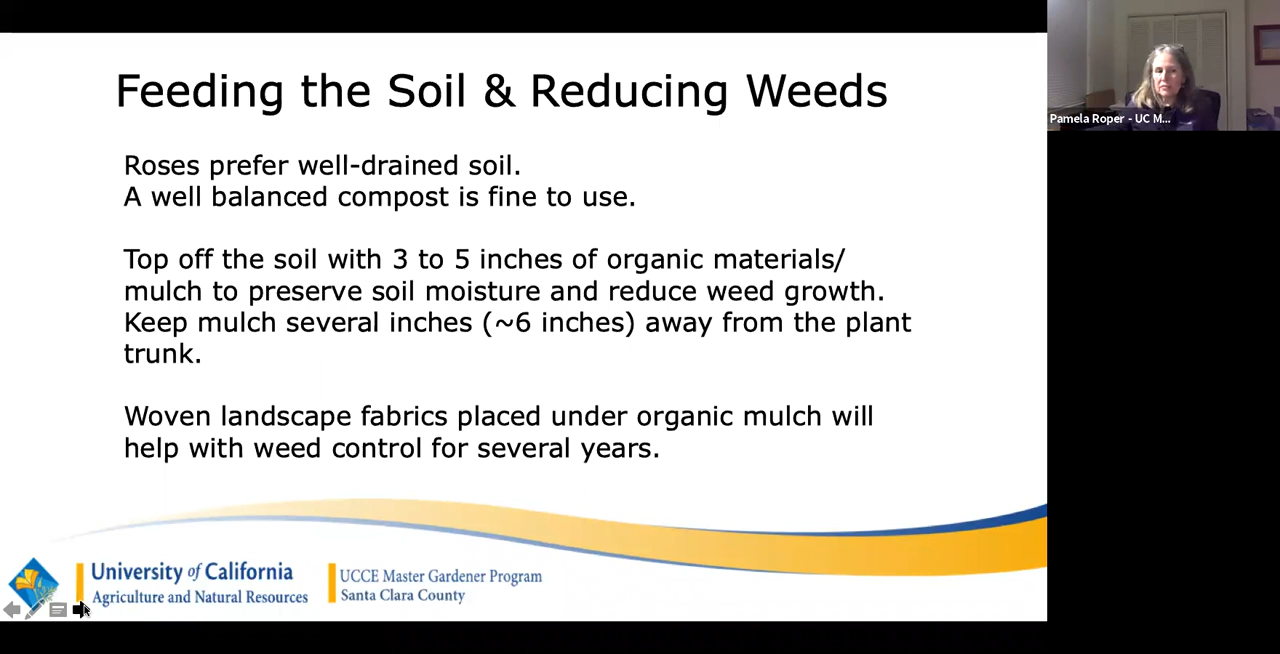 Feeding the Soil & Reducing Weeds
Roses prefer well-drained soil.
A well balanced compost is fine to use.
Top off the soil with 3 to 5 inches of organic materials/
mulch to preserve soil moisture and reduce weed growth.
Keep mulch several inches (~6 inches) away from the plant
trunk.
Woven landscape fabrics placed under organic mulch will
help with weed control for several years.
University of California
Agriculture and Natural Resources
UCCE Master Gardener Program
Santa Clara County
Pamela Roper - UC M...